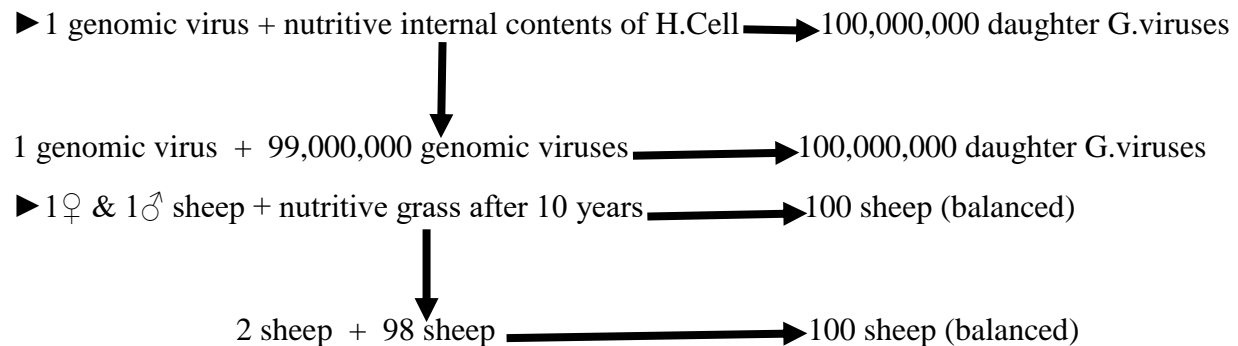 ►1 genomic virus + nutritive internal contents of H.Cell 100,000,000 daughter G.viruses
1 genomic virus + 99,000,000 genomic viruses 100,000,000 daughter G.viruses
►1♀ & 1♂ sheep + nutritive grass after 10 years 100 sheep (balanced)
2 sheep + 98 sheep 100 sheep (balanced)